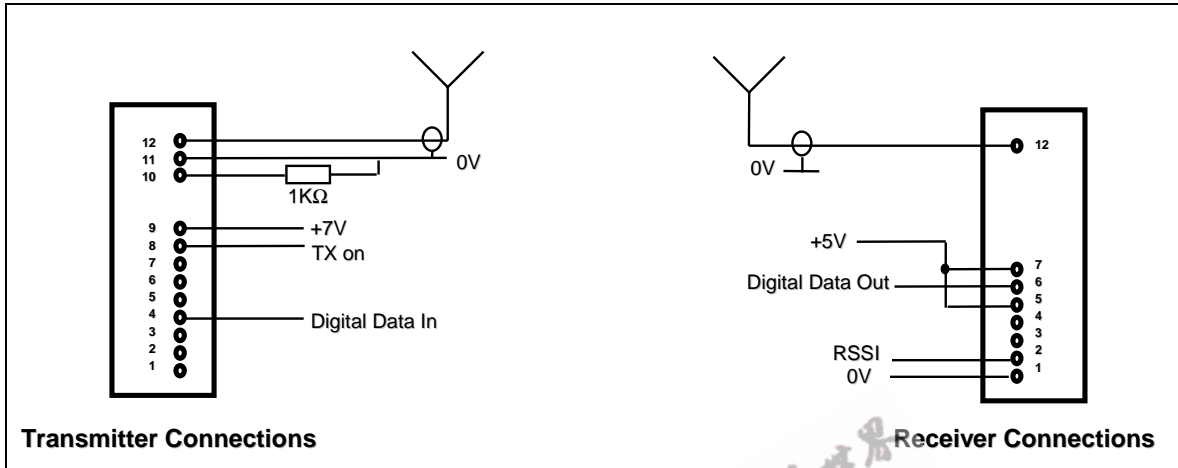 12
11
10
0V
1KΩ
9
+7V
8
TX on
7
6
5
4
Digital Data In
3
2
1
Transmitter Connections
12
0V
+5V
7
Digital Data Out
6
5
4
3
RSSI
2
0V
1
Receiver Connections